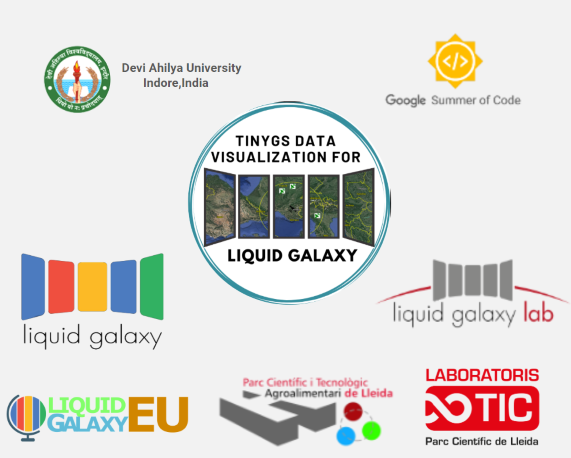 Devi Ahilya University
Indore,India
Google Summer of Code
TINYGS DATA
VISUALIZATION FOR
LIQUID GALAXY
liquid galaxy
liquid galaxy lab
LIQUID
GALAXY EU
Parc Científic i Tecnològic
Agroalimentari de Lleida
LABORATORIS
TIC
Parc Científic de Lleida